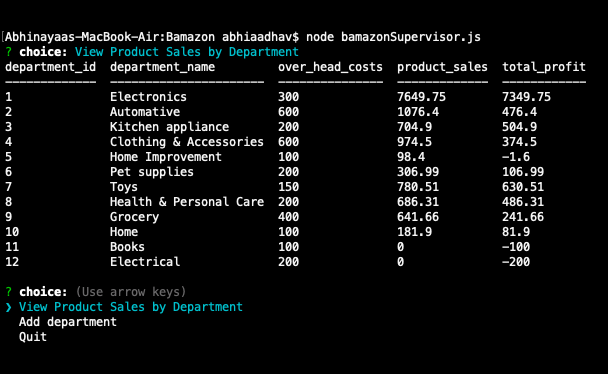 [Abhinayaas-MacBook-Air:Bamazon abhiaadhav$ node bamazonSupervisor.js
? choice: View Product Sales by Department
department_id  department_name         over_head_costs  product_sales  total_profit
-------------  ----------------------  ---------------  -------------  ------------
1              Electronics             300              7649.75        7349.75
2              Automative              600              1076.4         476.4
3              Kitchen appliance       200              704.9          504.9
4              Clothing & Accessories  600              974.5          374.5
5              Home Improvement        100              98.4           -1.6
6              Pet supplies            200              306.99         106.99
7              Toys                    150              780.51         630.51
8              Health & Personal Care  200              686.31         486.31
9              Grocery                 400              641.66         241.66
10             Home                    100              181.9          81.9
11             Books                   100              0              -100
12             Electrical              200              0              -200
? choice: (Use arrow keys)
❯ View Product Sales by Department
  Add department
  Quit